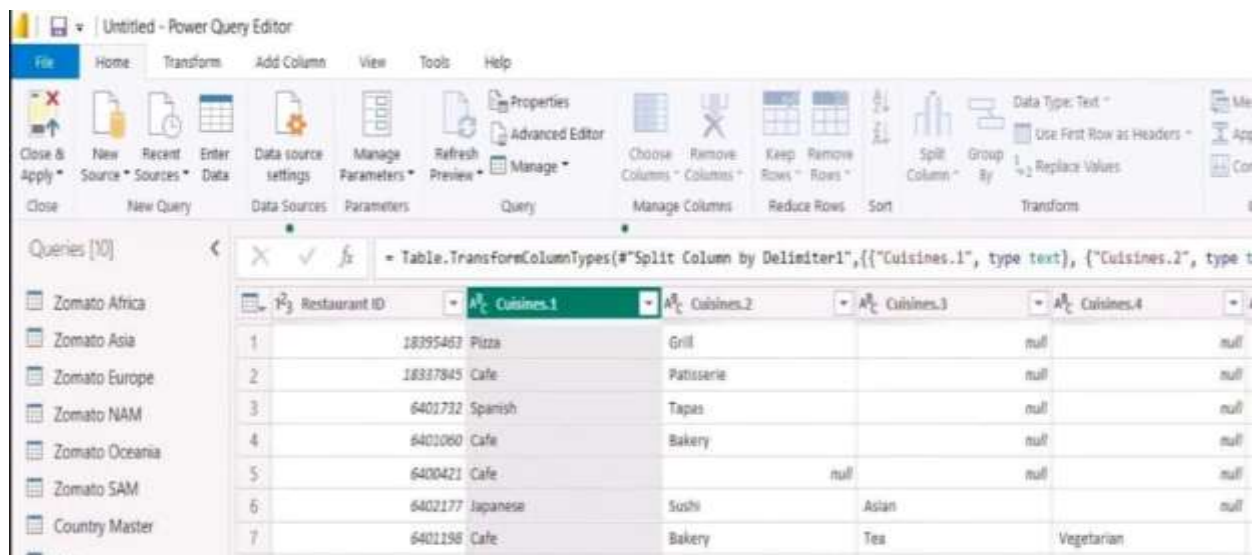 Untitled - Power Query Editor
File Home Transform Add Column View Tools Help
Close & Apply New Source Recent Sources Enter Data Data source settings Manage Parameters Refresh Preview Properties Advanced Editor Manage Choose Columns Remove Columns Keep Rows Remove Rows Split Column Group By Data Type: Text Use First Row as Headers Replace Values
Close New Query Data Sources Parameters Query Manage Columns Reduce Rows Sort Transform
Queries [10] fx = Table.TransformColumnTypes(#"Split Column by Delimiter1",{{"Cuisines.1", type text}, {"Cuisines.2", type t
Zomato Africa
Zomato Asia
Zomato Europe
Zomato NAM
Zomato Oceania
Zomato SAM
Country Master
Restaurant ID Cuisines.1 Cuisines.2 Cuisines.3 Cuisines.4
1 18395463 Pizza Grill null null
2 18337845 Cafe Patisserie null null
3 6401732 Spanish Tapas null null
4 6401060 Cafe Bakery null null
5 6400421 Cafe null null null
6 6402177 Japanese Sushi Asian null
7 6401198 Cafe Bakery Tea Vegetarian